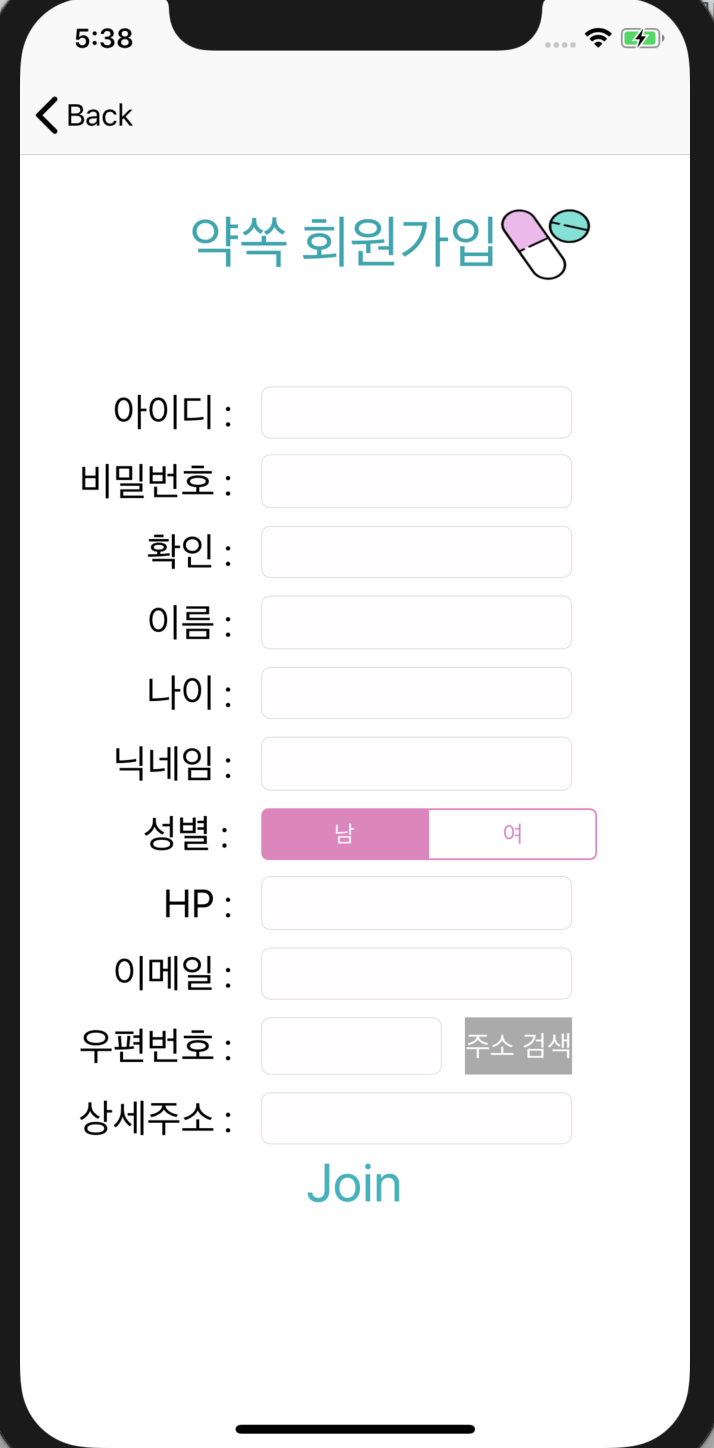 5:38
Back
약쏙 회원가입
아이디 :
비밀번호 :
확인 :
이름 :
나이 :
닉네임 :
성별 : 남 여
HP :
이메일 :
우편번호 : 주소 검색
상세주소 :
Join